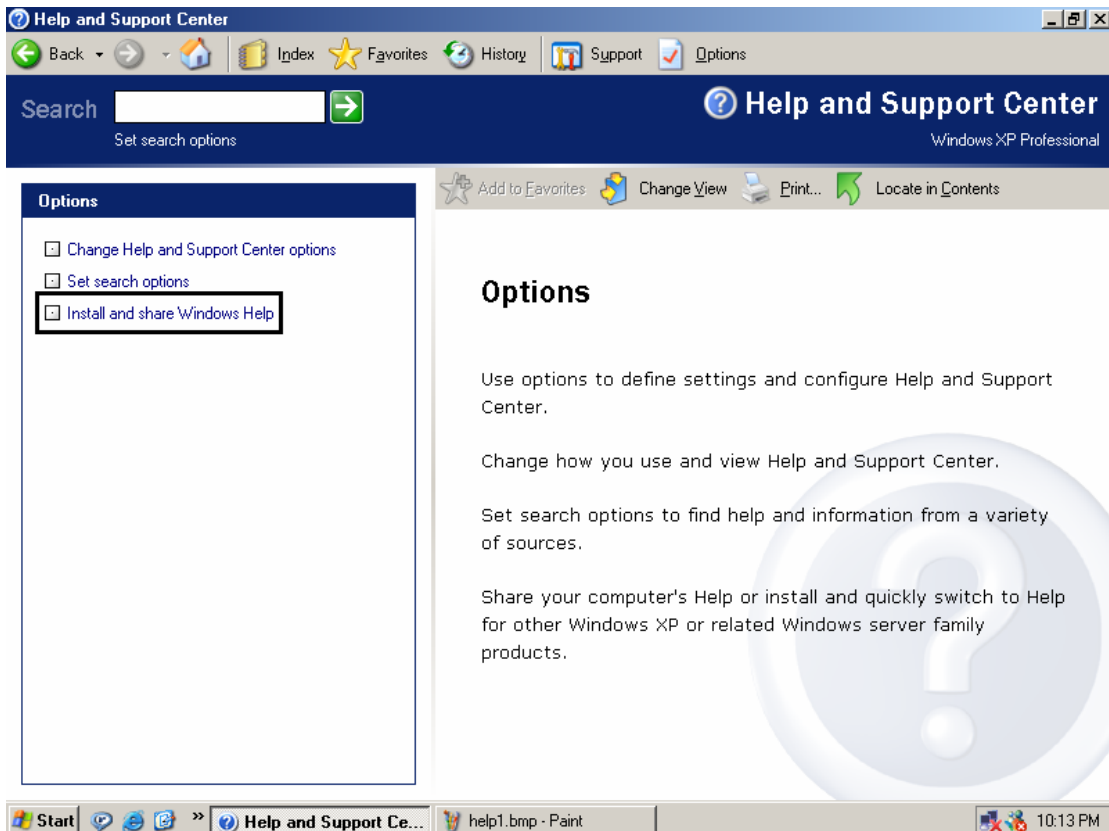 Help and Support Center
Back
Index
Favorites
History
Support
Options
Search
Set search options
Help and Support Center
Windows XP Professional
Options
Change Help and Support Center options
Set search options
Install and share Windows Help
Add to Favorites
Change View
Print...
Locate in Contents
Options
Use options to define settings and configure Help and Support
Center.
Change how you use and view Help and Support Center.
Set search options to find help and information from a variety
of sources.
Share your computer's Help or install and quickly switch to Help
for other Windows XP or related Windows server family
products.
Start
»
Help and Support Ce...
help1.bmp - Paint
10:13 PM